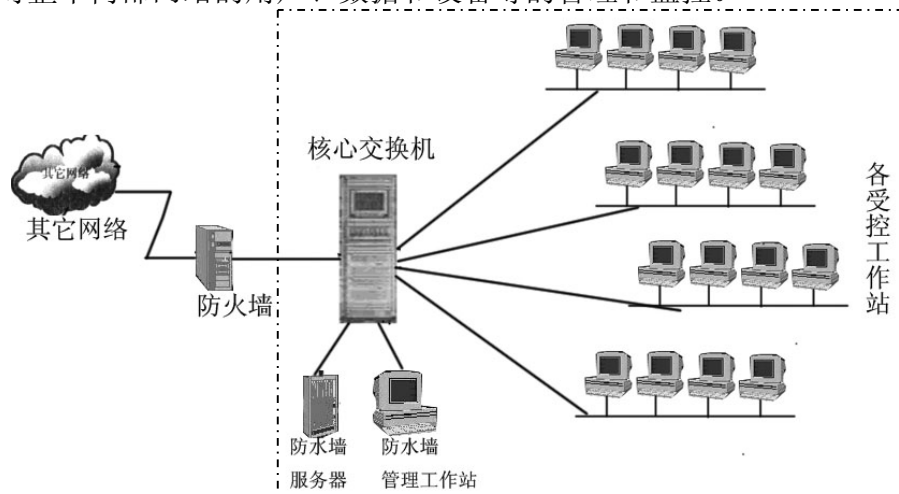 核心交换机
其它网络
其它网络
防火墙
各受控工作站
防水墙
服务器
防水墙
管理工作站